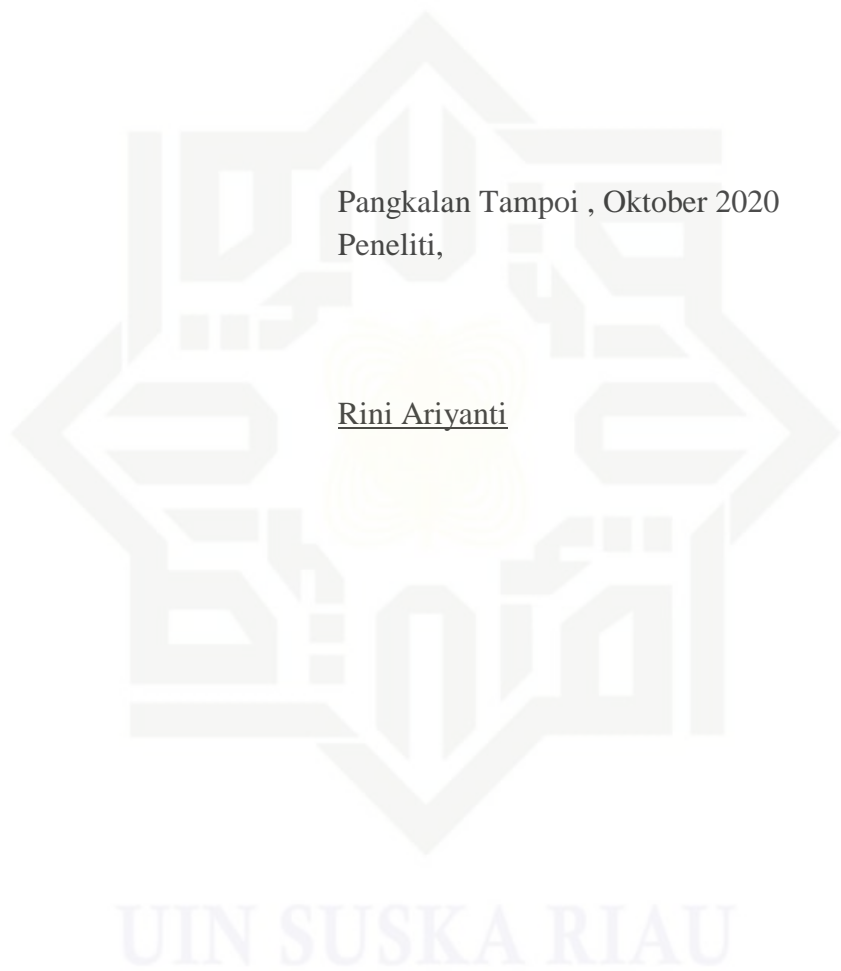 Pangkalan Tampoi , Oktober 2020
Peneliti,
Rini Ariyanti
UIN SUSKA RIAU